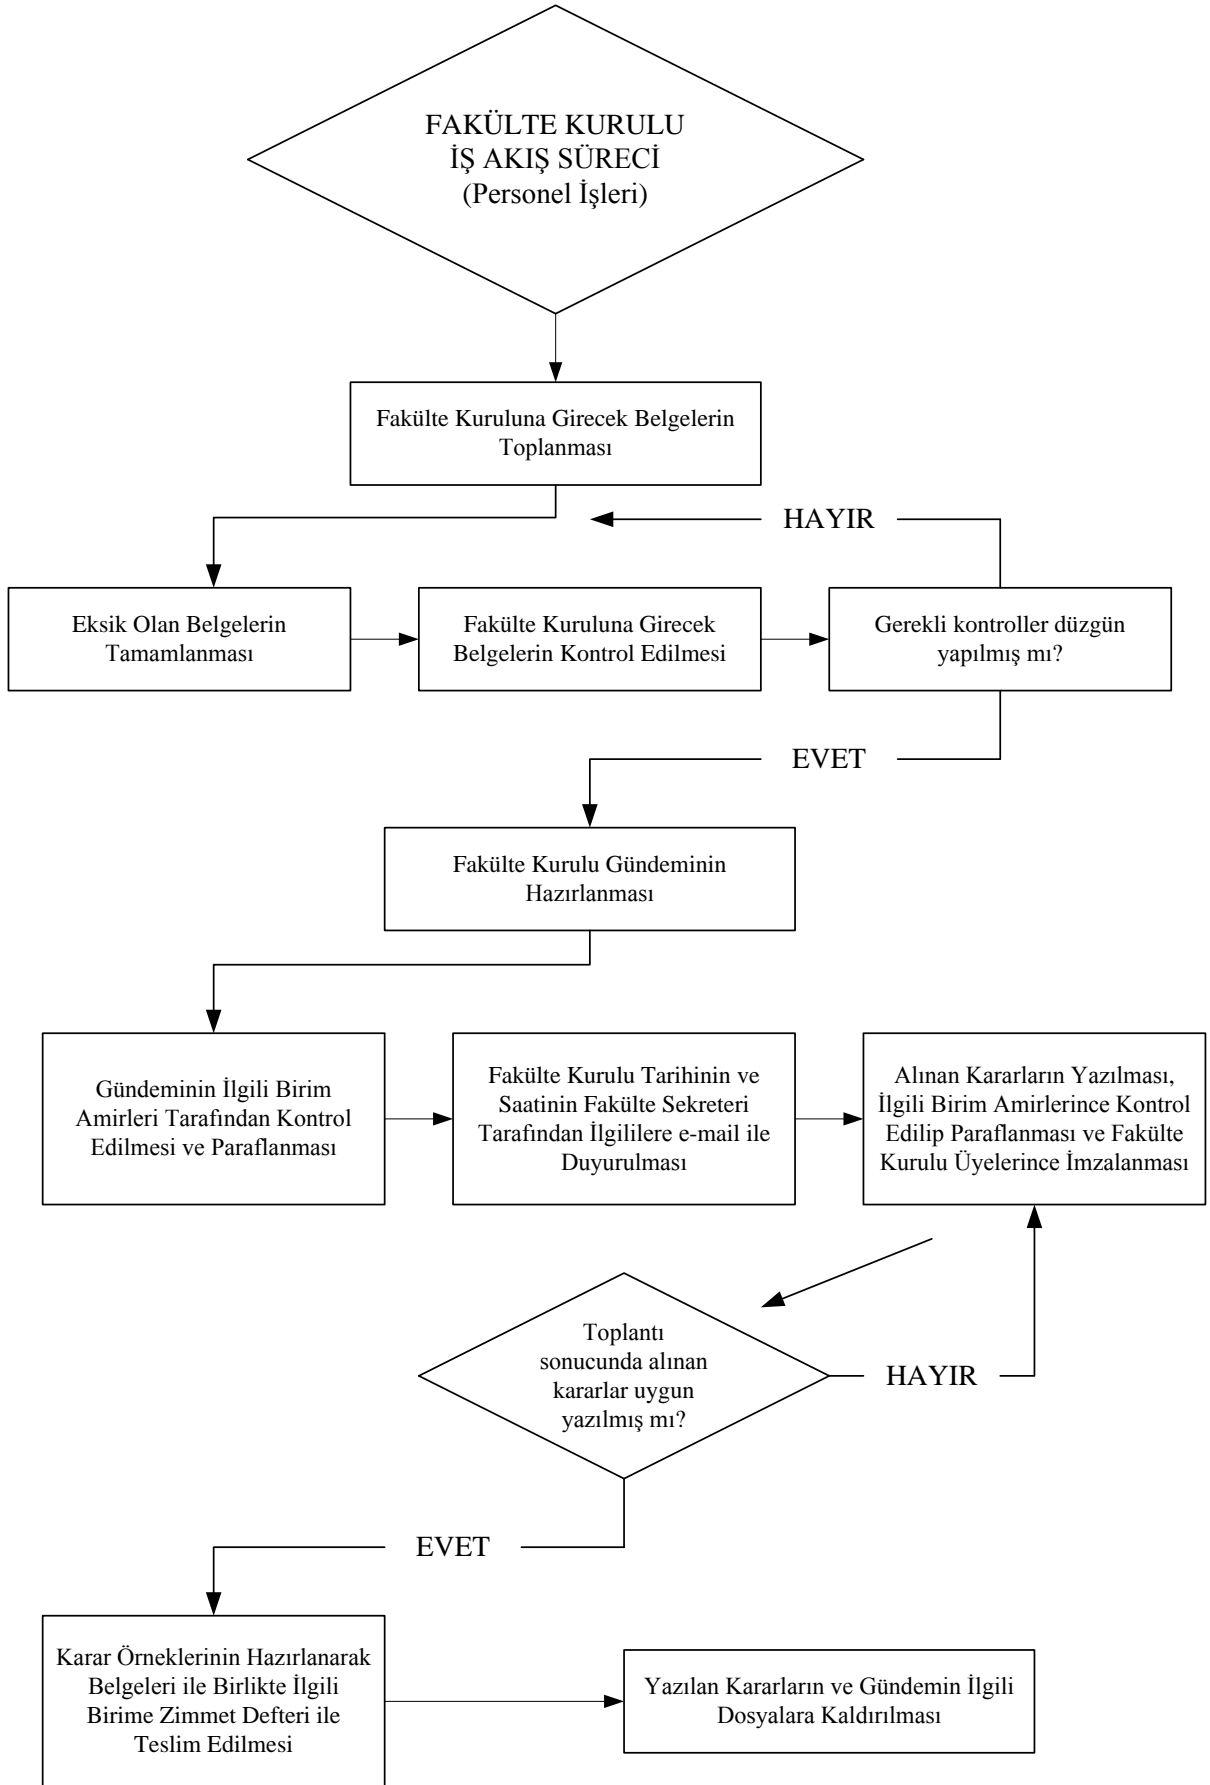 FAKÜLTE KURULU
İŞ AKIŞ SÜRECİ
(Personel İşleri)
Fakülte Kuruluna Girecek Belgelerin
Toplanması
HAYIR
Eksik Olan Belgelerin
Tamamlanması
Fakülte Kuruluna Girecek
Belgelerin Kontrol Edilmesi
Gerekli kontroller düzgün
yapılmış mı?
EVET
Fakülte Kurulu Gündeminin
Hazırlanması
Gündeminin İlgili Birim
Amirleri Tarafından Kontrol
Edilmesi ve Paraflanması
Fakülte Kurulu Tarihinin ve
Saatinin Fakülte Sekreteri
Tarafından İlgililere e-mail ile
Duyurulması
Alınan Kararların Yazılması,
İlgili Birim Amirlerince Kontrol
Edilip Paraflanması ve Fakülte
Kurulu Üyelerince İmzalanması
Toplantı
sonucunda alınan
kararlar uygun
yazılmış mı?
HAYIR
EVET
Karar Örneklerinin Hazırlanarak
Belgeleri ile Birlikte İlgili
Birime Zimmet Defteri ile
Teslim Edilmesi
Yazılan Kararların ve Gündemin İlgili
Dosyalara Kaldırılması